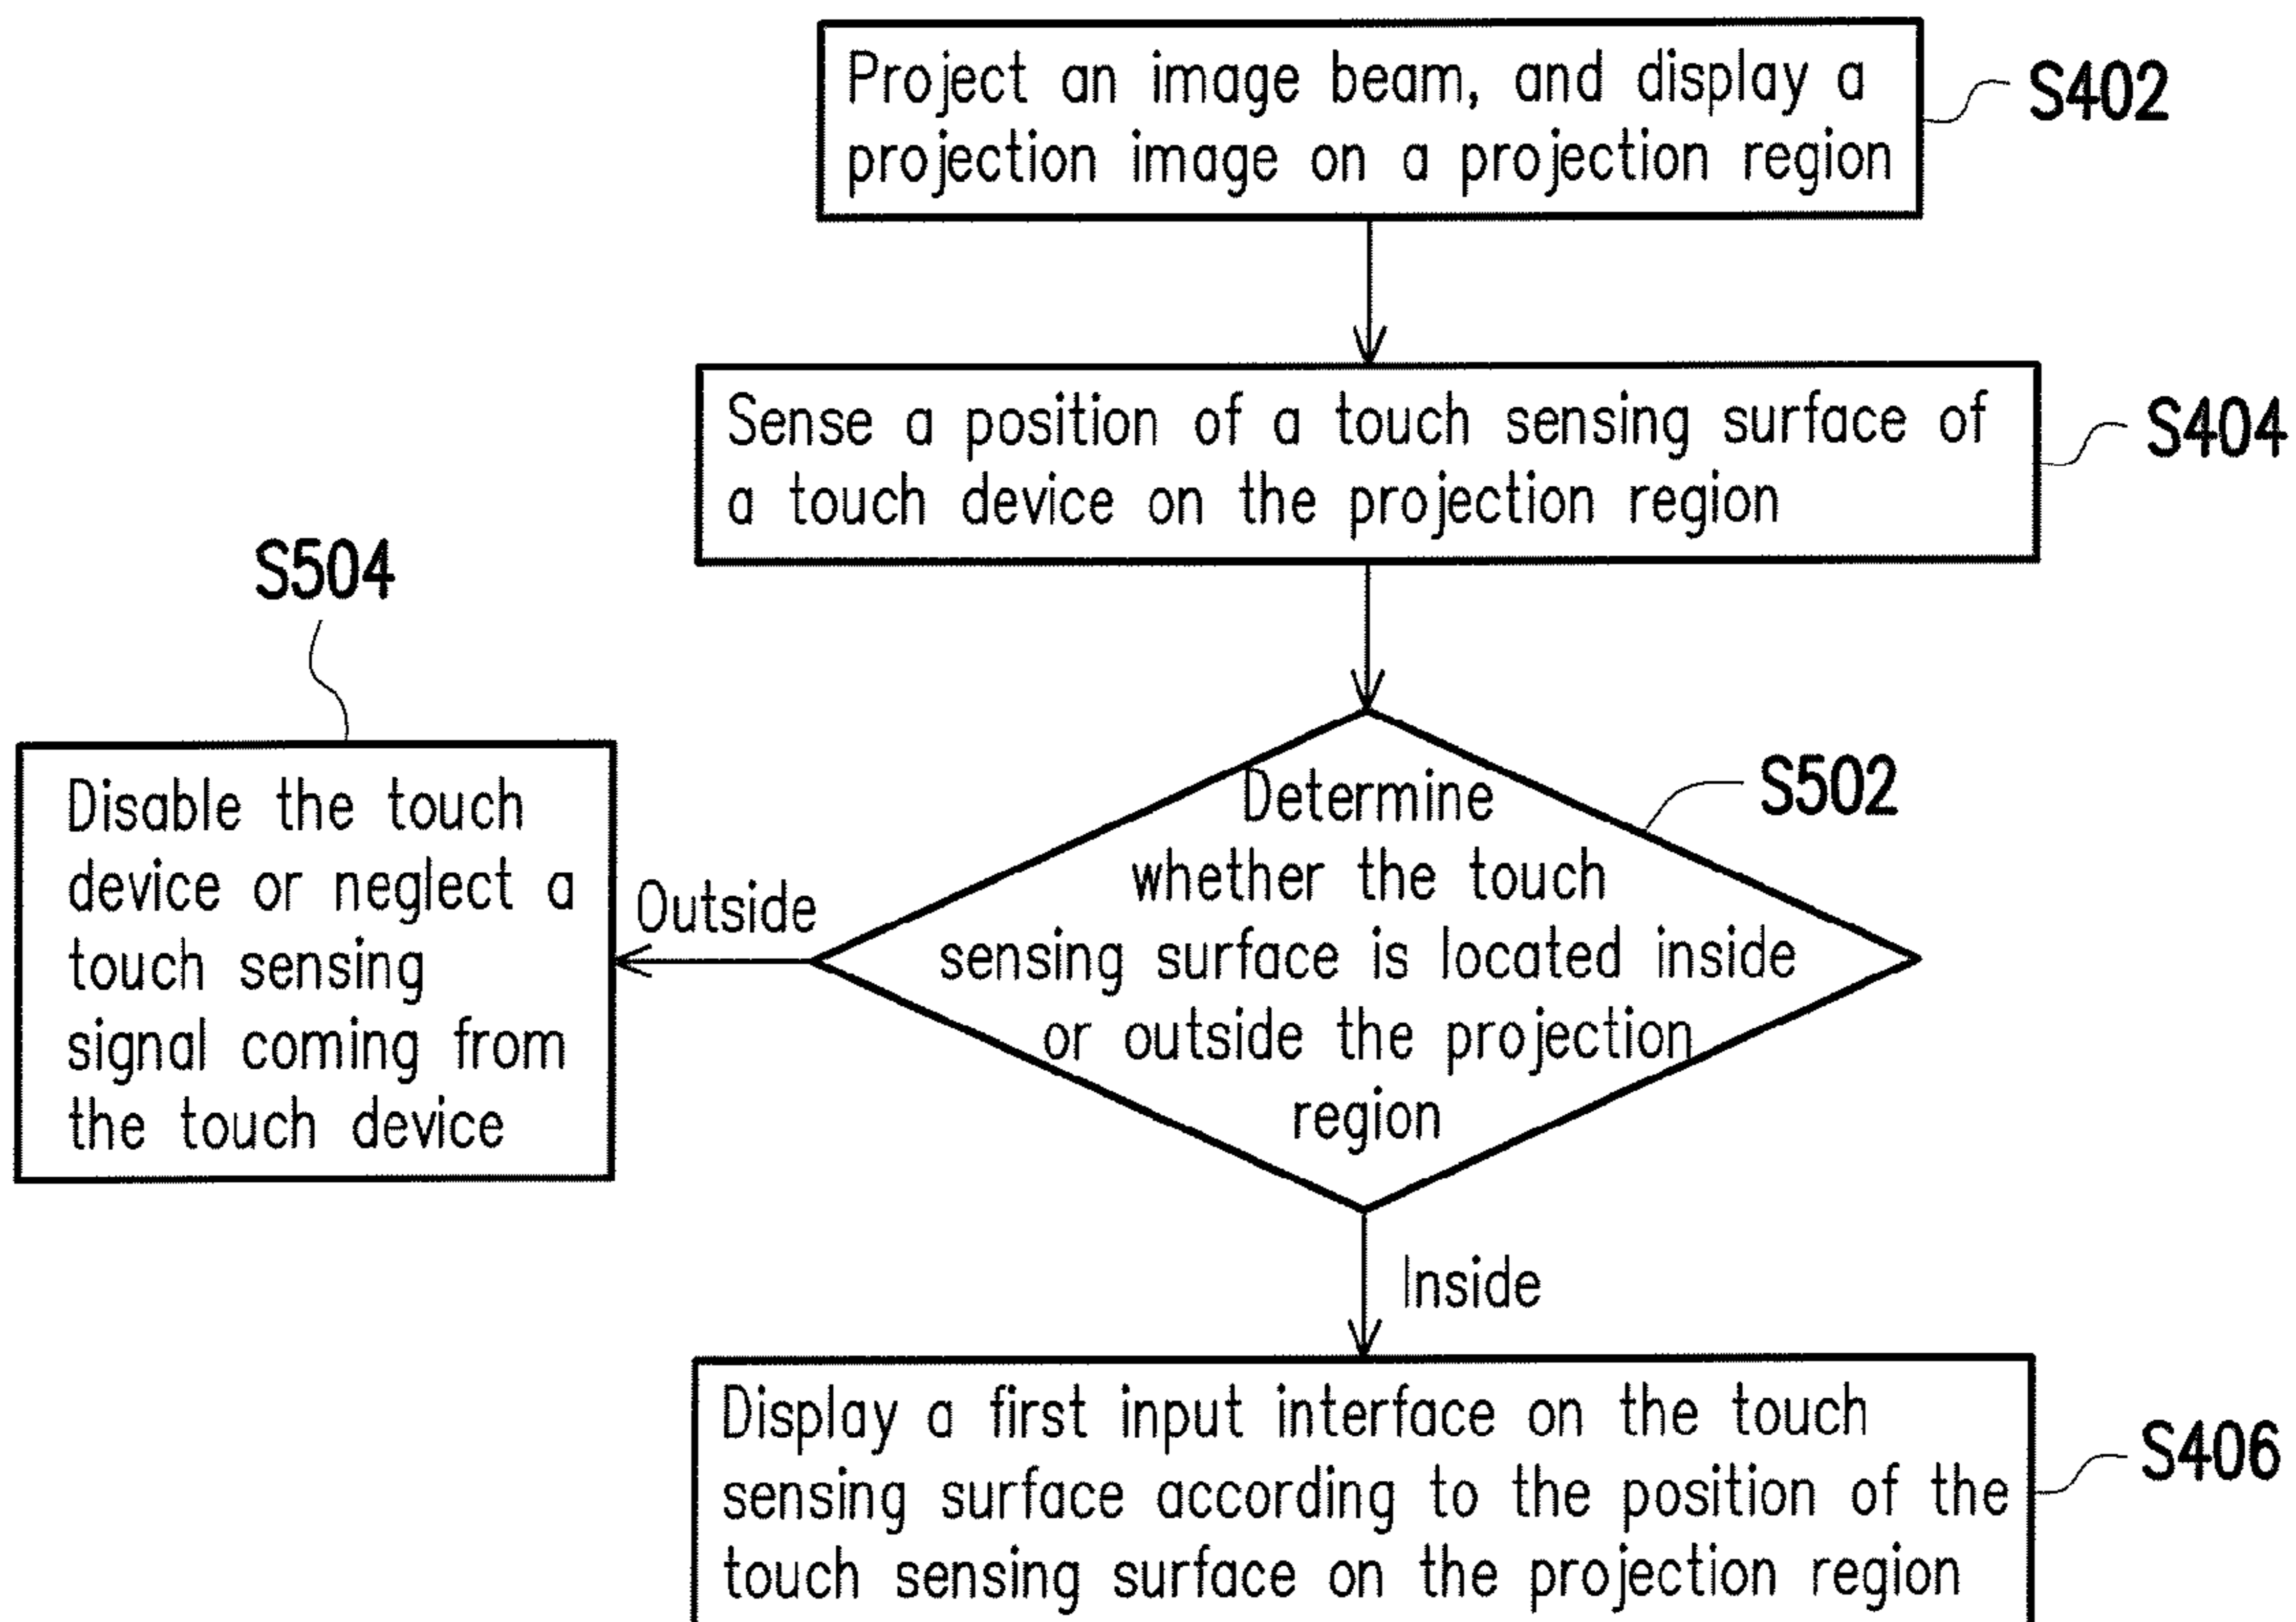 Project an image beam, and display a
projection image on a projection region
S402
Sense a position of a touch sensing surface of
a touch device on the projection region
S404
S504
Disable the touch
device or neglect a
touch sensing
signal coming from
the touch device
Outside
Determine
whether the touch
sensing surface is located inside
or outside the projection
region
S502
Inside
Display a first input interface on the touch
sensing surface according to the position of the
touch sensing surface on the projection region
S406